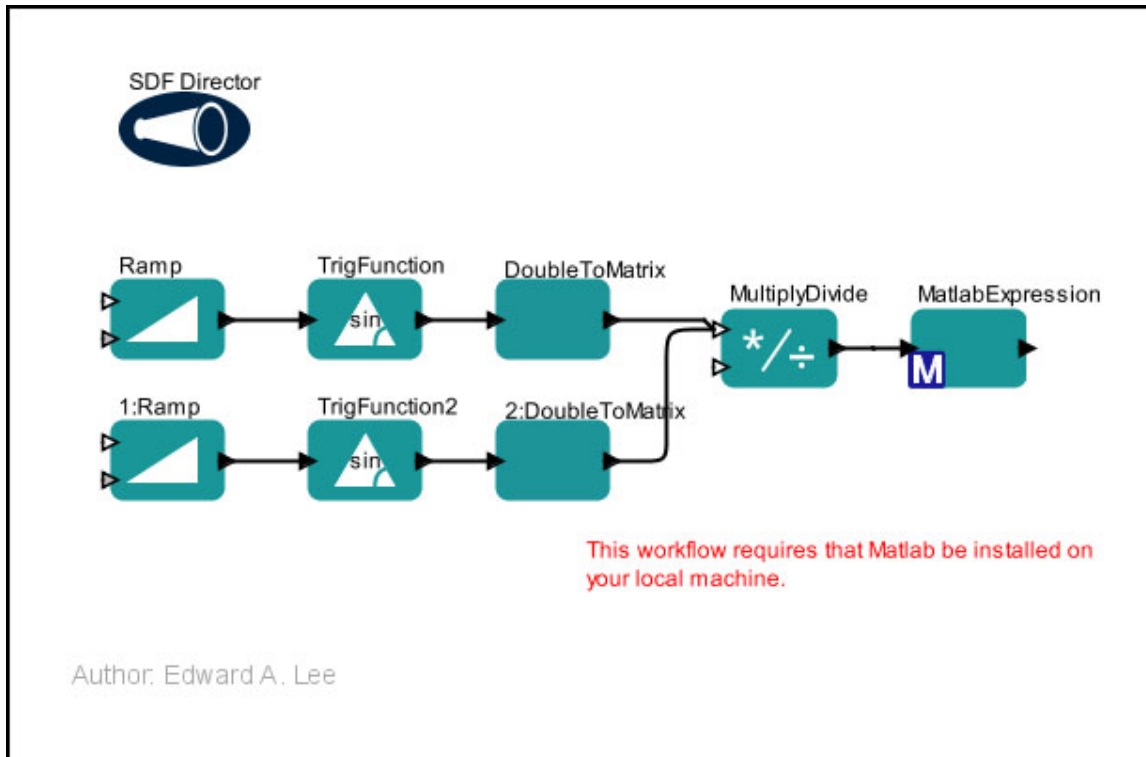 SDF Director
Ramp
TrigFunction
DoubleToMatrix
MultiplyDivide
MatlabExpression
sin
*/÷
M
1:Ramp
TrigFunction2
2:DoubleToMatrix
sin
This workflow requires that Matlab be installed on
your local machine.
Author: Edward A. Lee